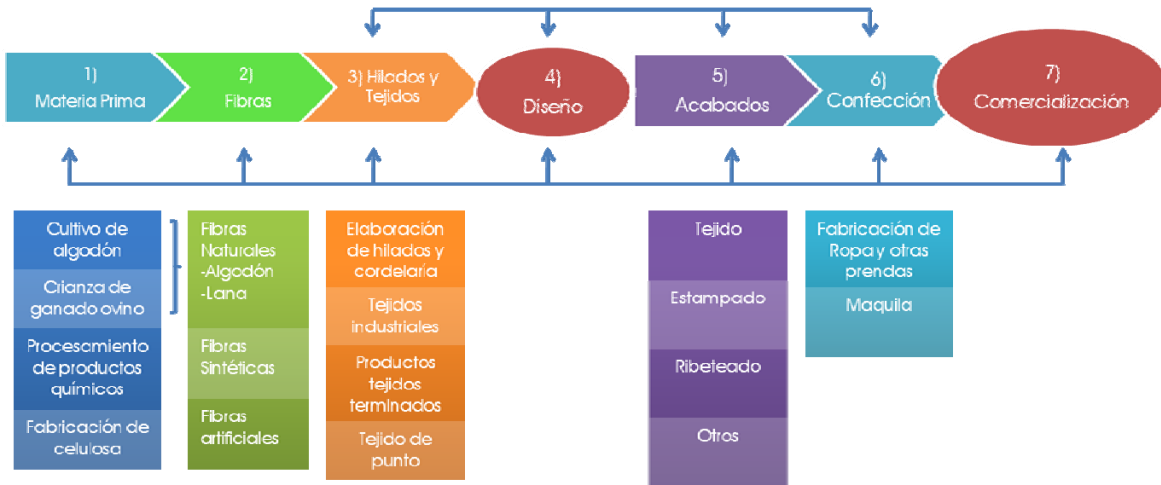 1)
Materia Prima
2)
Fibras
3) Hilados y
Tejidos
4)
Diseño
5)
Acabados
6)
Confección
7)
Comercialización
Cultivo de
algodón
Crianza de
ganado ovino
Procesamiento
de productos
químicos
Fabricación de
celulosa
Fibras
Naturales
-Algodón
-Lana
Fibras
Sintéticas
Fibras
artificiales
Elaboración
de hilados y
cordelaría
Tejidos
industriales
Productos
tejidos
terminados
Tejido de
punto
Tejido
Estampado
Ribeteado
Otros
Fabricación de
Ropa y otras
prendas
Maquila